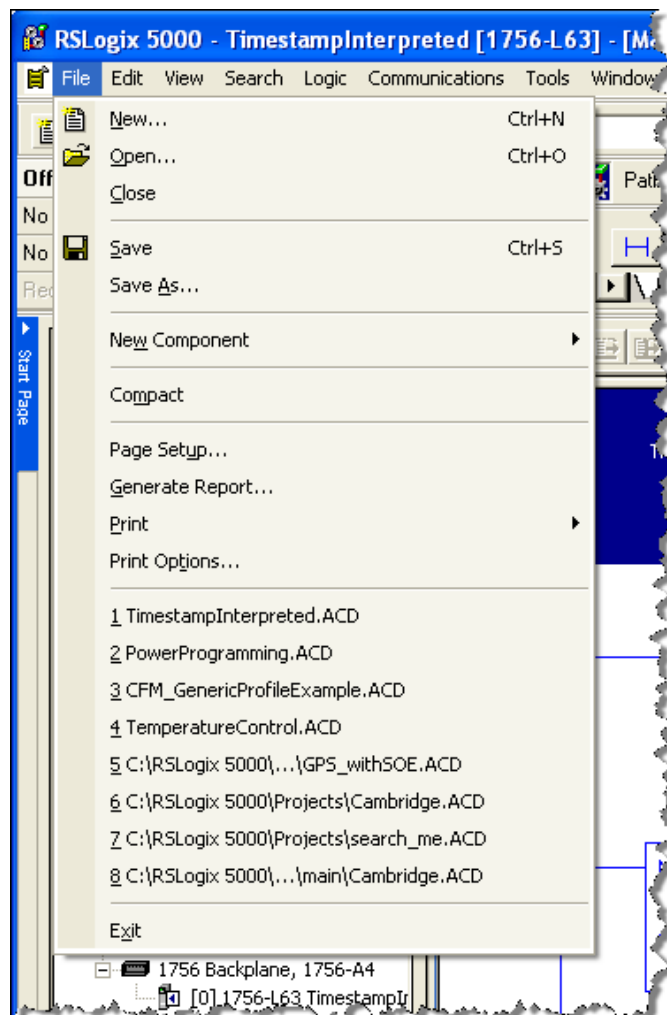 RSLogix 5000 - TimestampInterpreted [1756-L63] - [Ma
File Edit View Search Logic Communications Tools Window
New... Ctrl+N
Open... Ctrl+O
Off
Close
Path
No
No
Save Ctrl+S
Red
Save As...
New Component
Start Page
Compact
Page Setup...
Generate Report...
Print
Print Options...
1 TimestampInterpreted.ACD
2 PowerProgramming.ACD
3 CFM_GenericProfileExample.ACD
4 TemperatureControl.ACD
5 C:\RSLogix 5000\...\GPS_withSOE.ACD
6 C:\RSLogix 5000\Projects\Cambridge.ACD
7 C:\RSLogix 5000\Projects\search_me.ACD
8 C:\RSLogix 5000\...\main\Cambridge.ACD
Exit
1756 Backplane, 1756-A4
[0] 1756-L63 TimestampIr